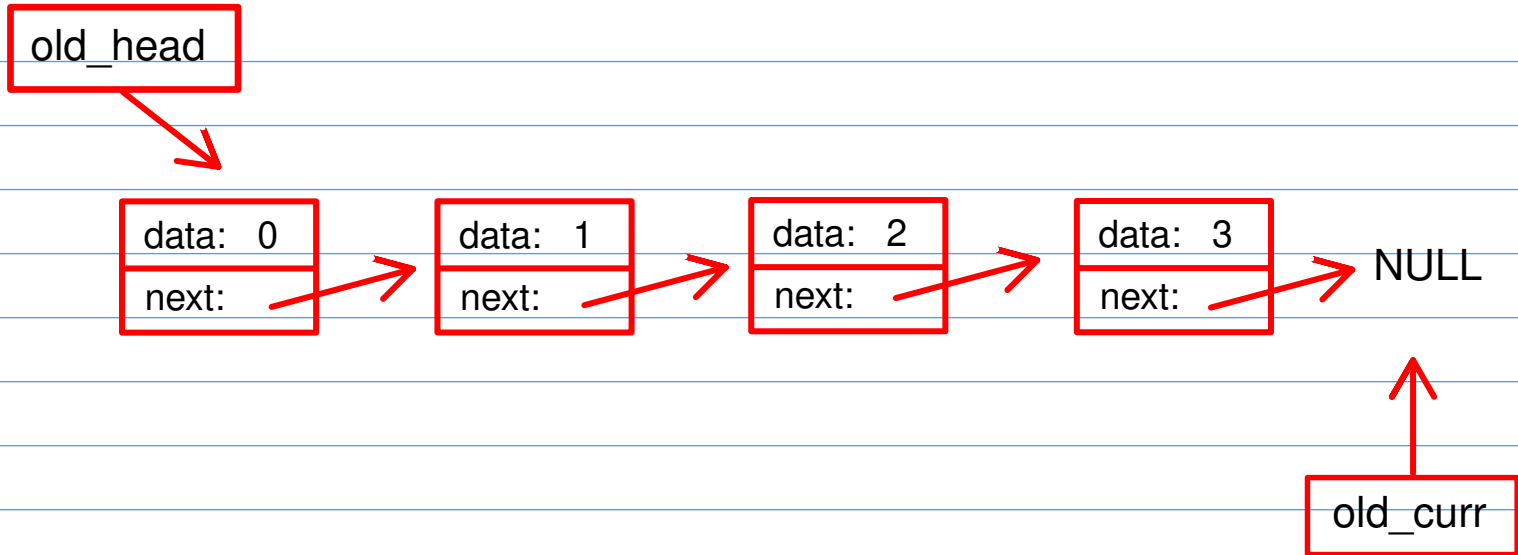 old_head
data: 0
data: 1
data: 2
data: 3
NULL
next:
next:
next:
next:
old_curr